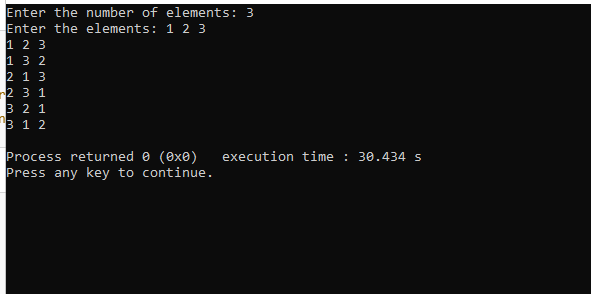 Enter the number of elements: 3
Enter the elements: 1 2 3
1 2 3
1 3 2
2 1 3
2 3 1
3 2 1
3 1 2
Process returned 0 (0x0)   execution time : 30.434 s
Press any key to continue.